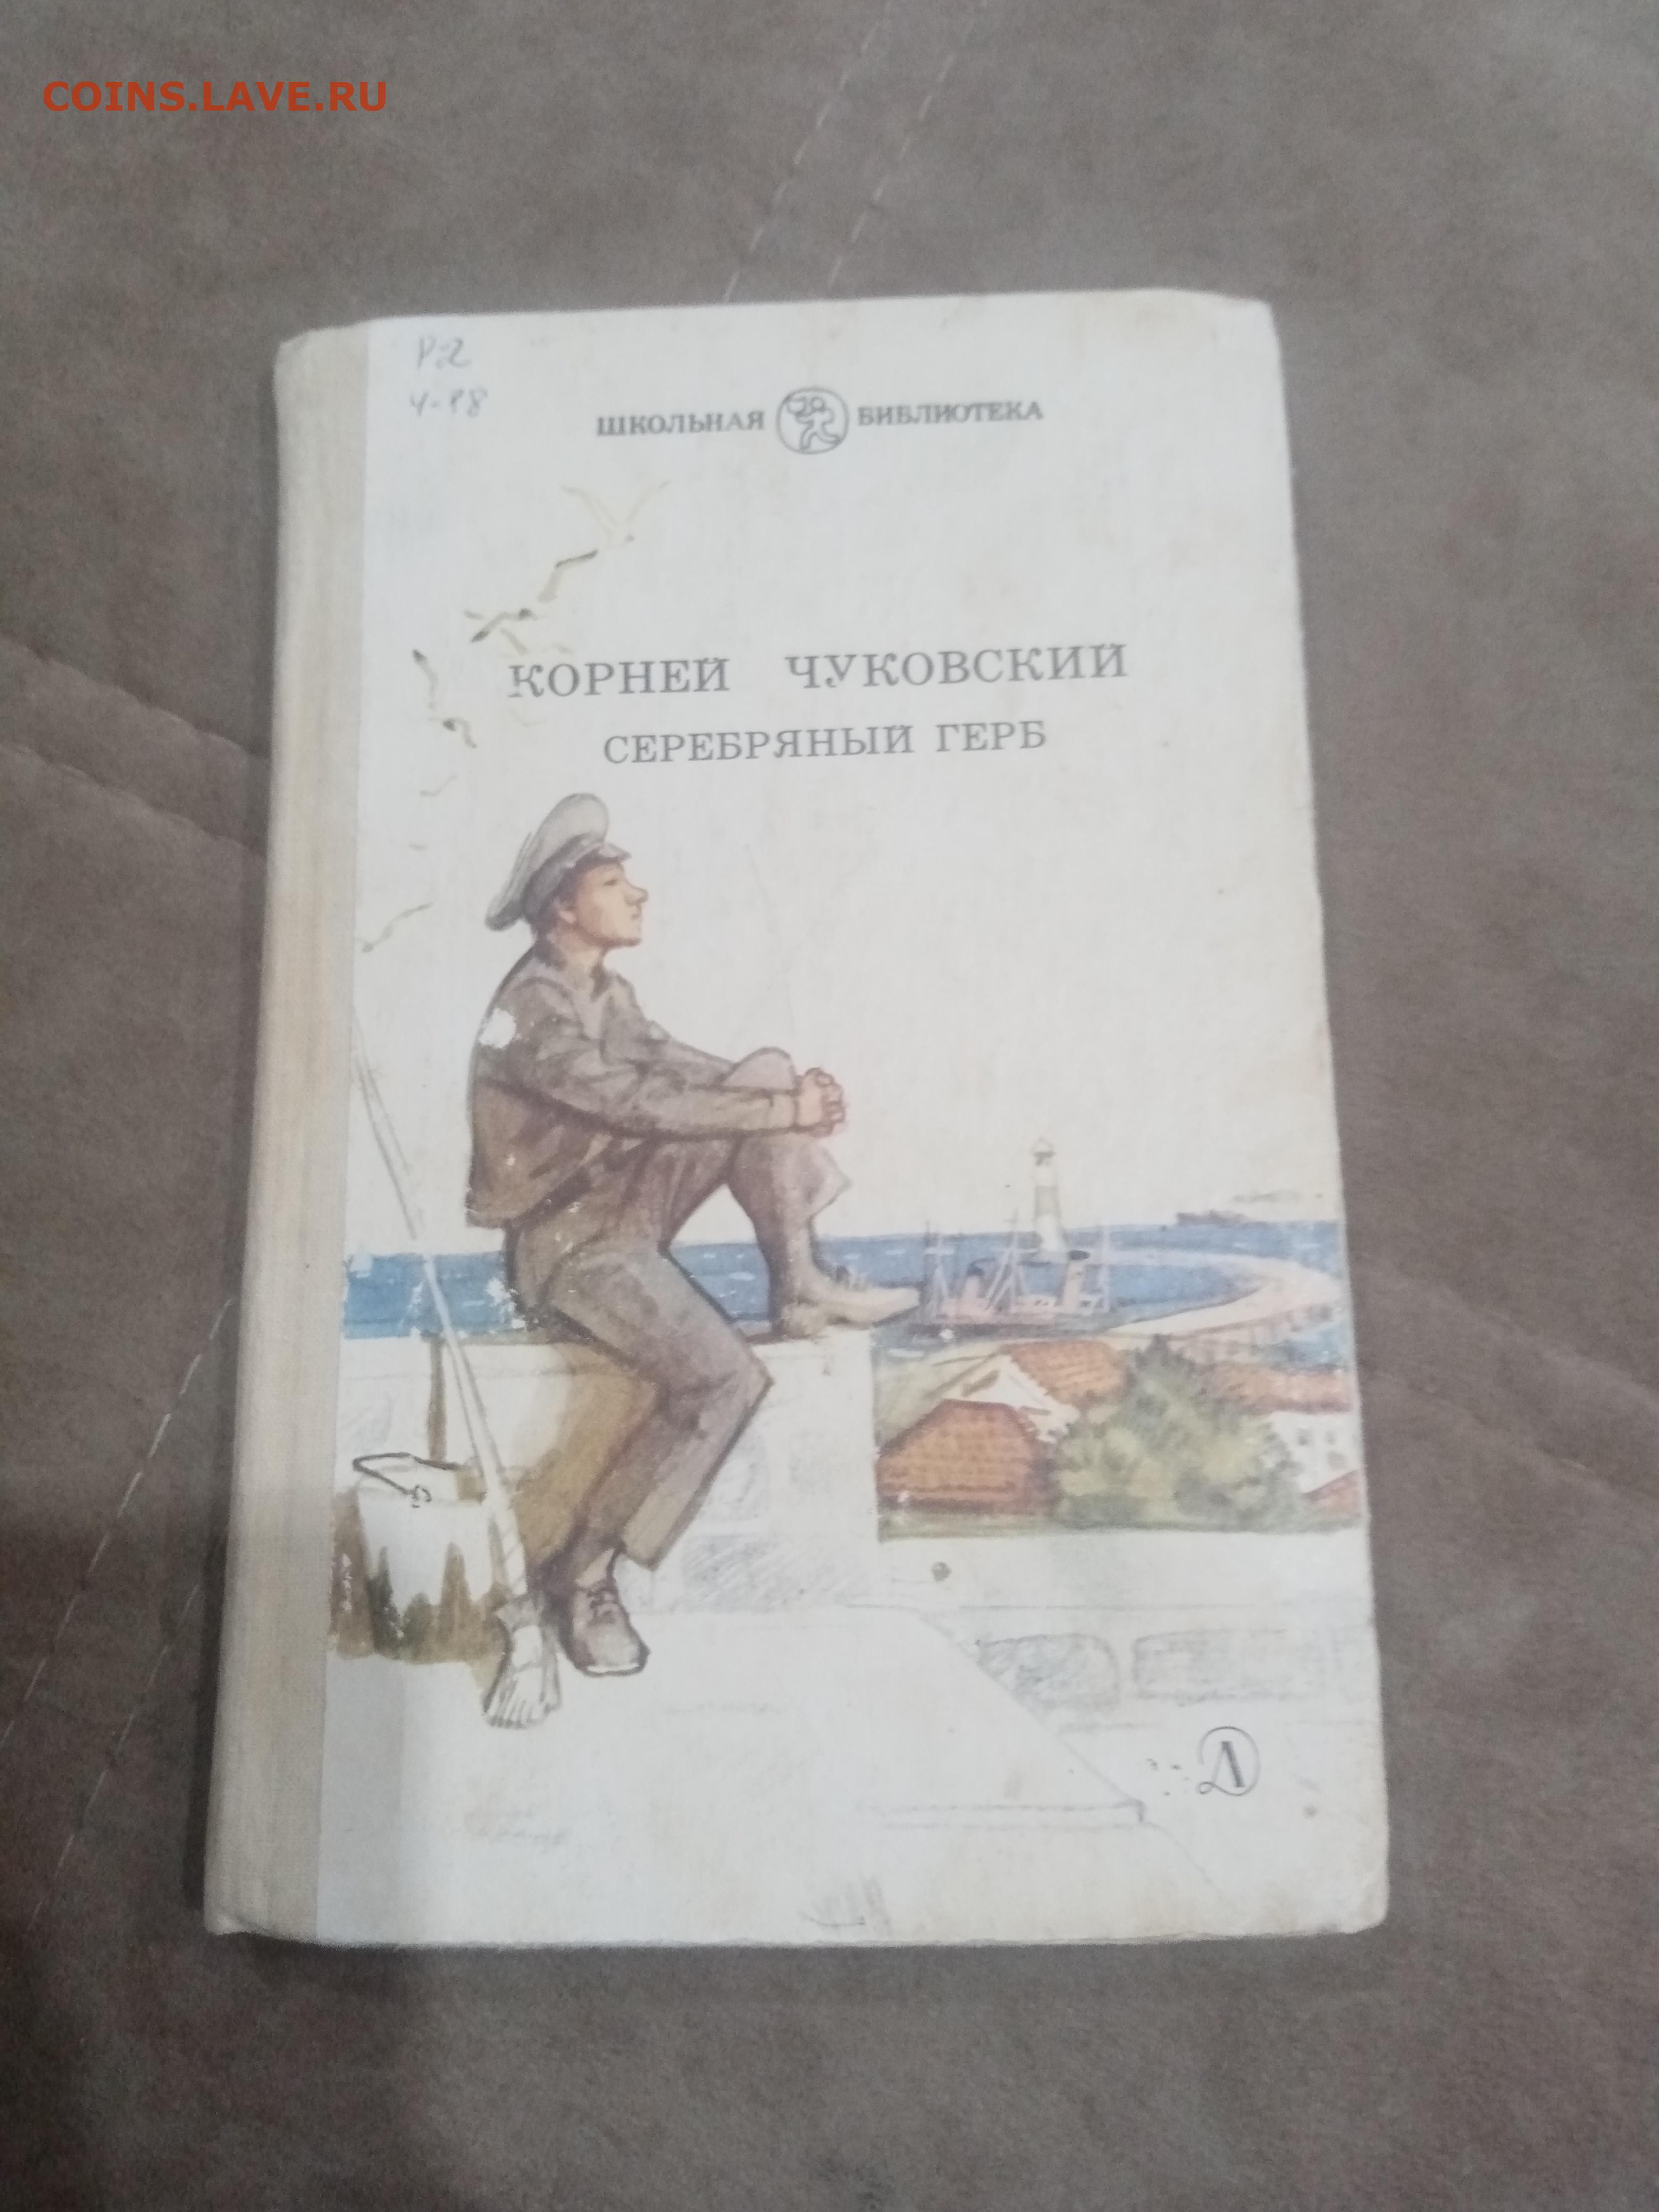 COINS.LAVE.RU
Р2
Ч-88
ШКОЛЬНАЯ БИБЛИОТЕКА
КОРНЕЙ ЧУКОВСКИЙ
СЕРЕБРЯНЫЙ ГЕРБ
Д